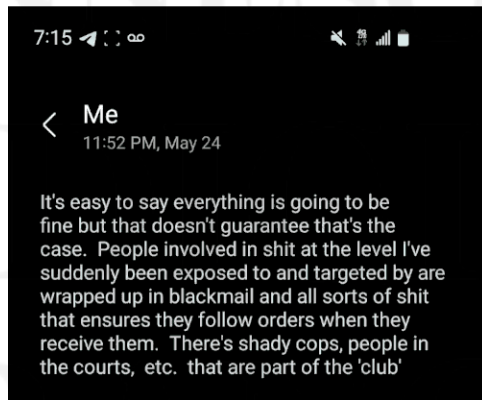 7:15
Me
11:52 PM, May 24
It's easy to say everything is going to be
fine but that doesn't guarantee that's the
case.  People involved in shit at the level I've
suddenly been exposed to and targeted by are
wrapped up in blackmail and all sorts of shit
that ensures they follow orders when they
receive them.  There's shady cops, people in
the courts,  etc.  that are part of the 'club'